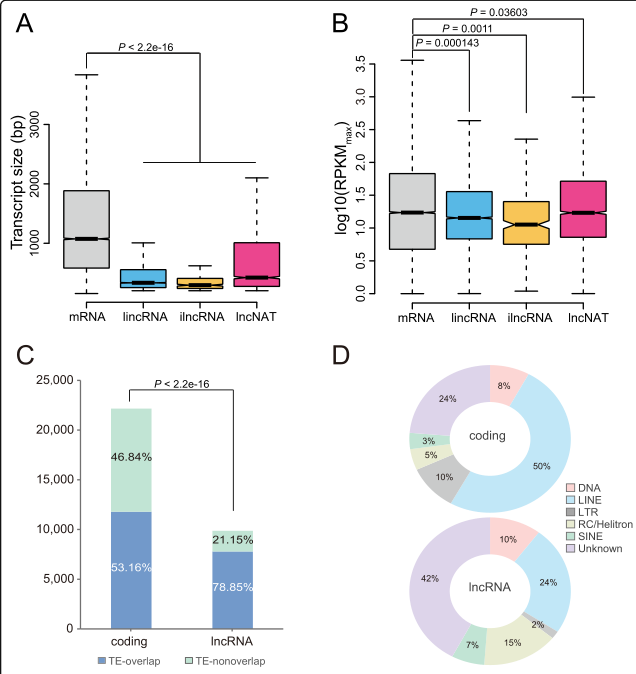 A
P < 2.2e-16
Transcript size (bp)
3000
2000
1000
mRNA lincRNA ilncRNA lncNAT
B
P = 0.03603
P = 0.0011
P = 0.000143
log10(RPKMmax)
3.5
3.0
2.5
2.0
1.5
1.0
0.5
0.0
mRNA lincRNA ilncRNA lncNAT
C
P < 2.2e-16
25,000
20,000
15,000
10,000
5,000
0
46.84%
53.16%
21.15%
78.85%
coding lncRNA
TE-overlap TE-nonoverlap
D
coding
8%
50%
10%
5%
3%
24%
DNA
LINE
LTR
RC/Helitron
SINE
Unknown
lncRNA
10%
24%
2%
15%
7%
42%